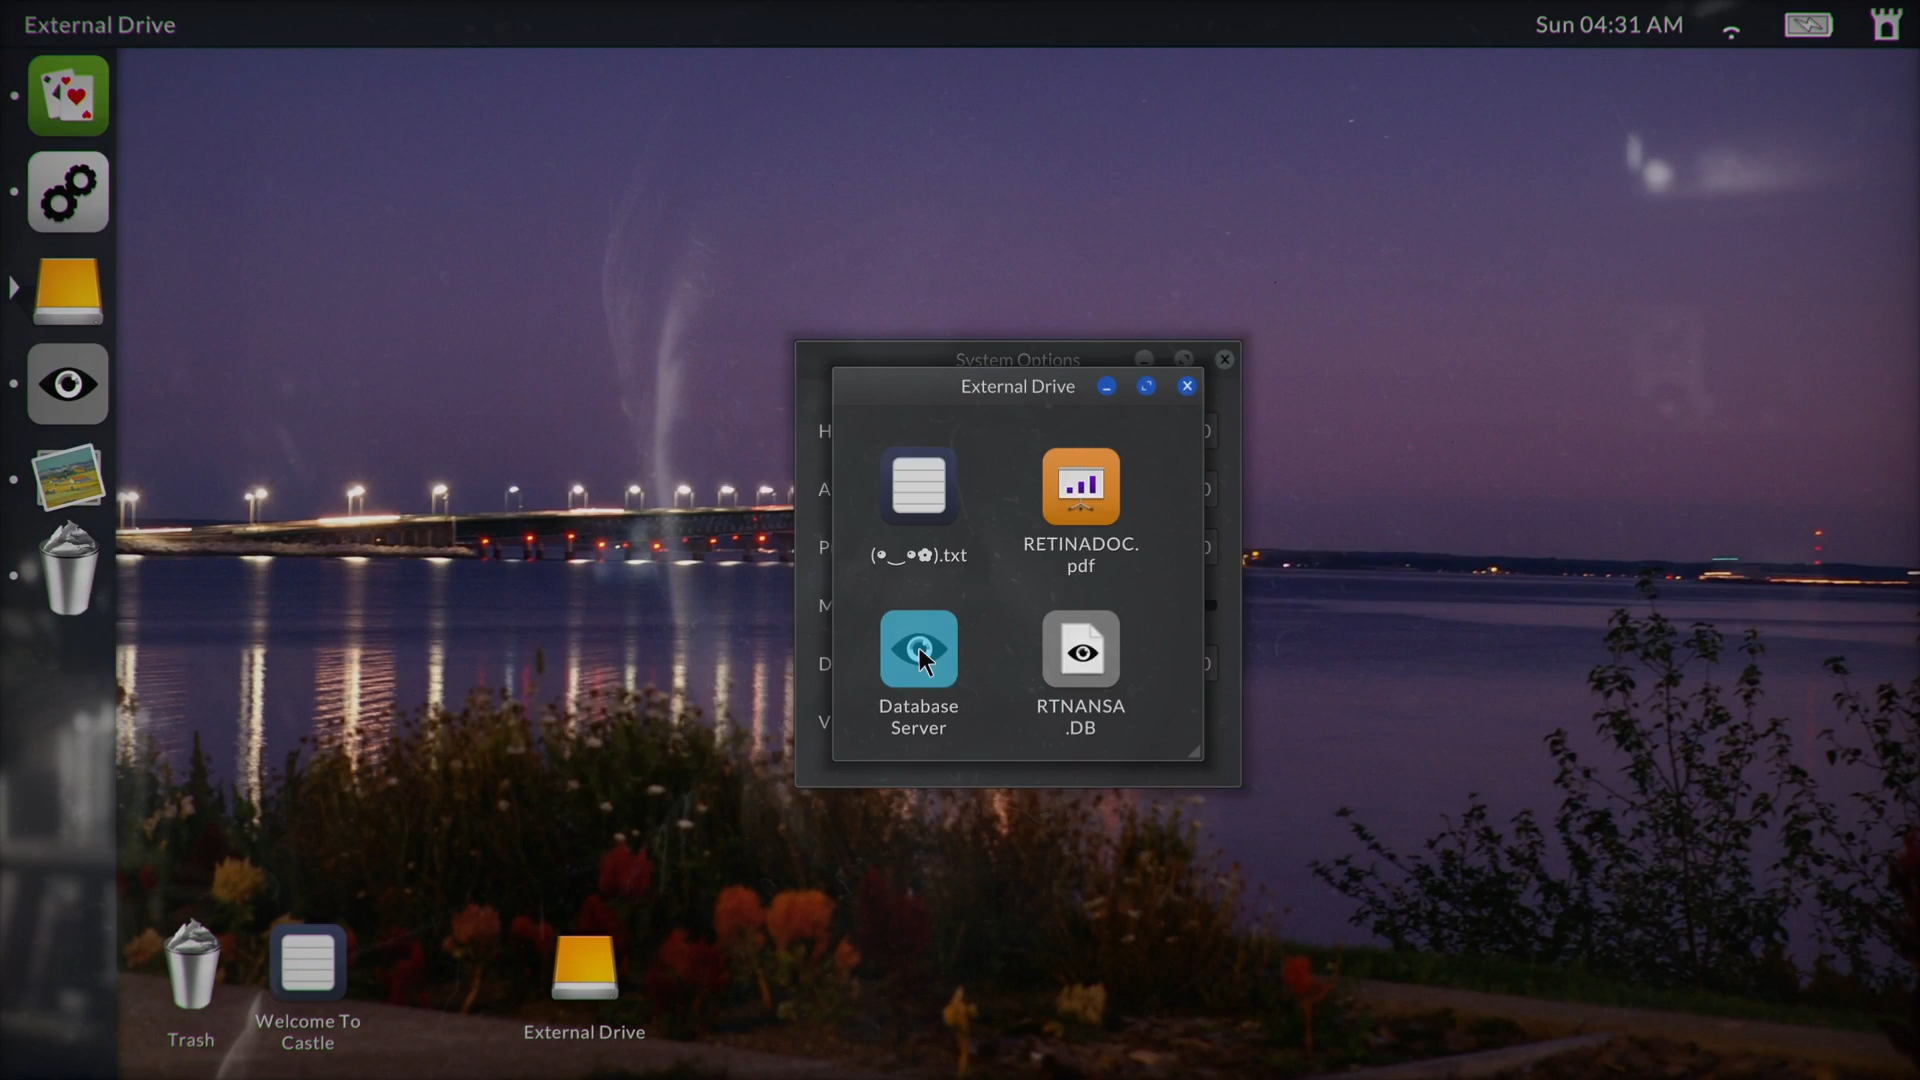 External Drive
Sun 04:31 AM
System Options
External Drive
H
A
P
M
D
V
(•‿•✿).txt
RETINADOC.
pdf
Database
Server
RTNANSA
.DB
Trash
Welcome To
Castle
External Drive